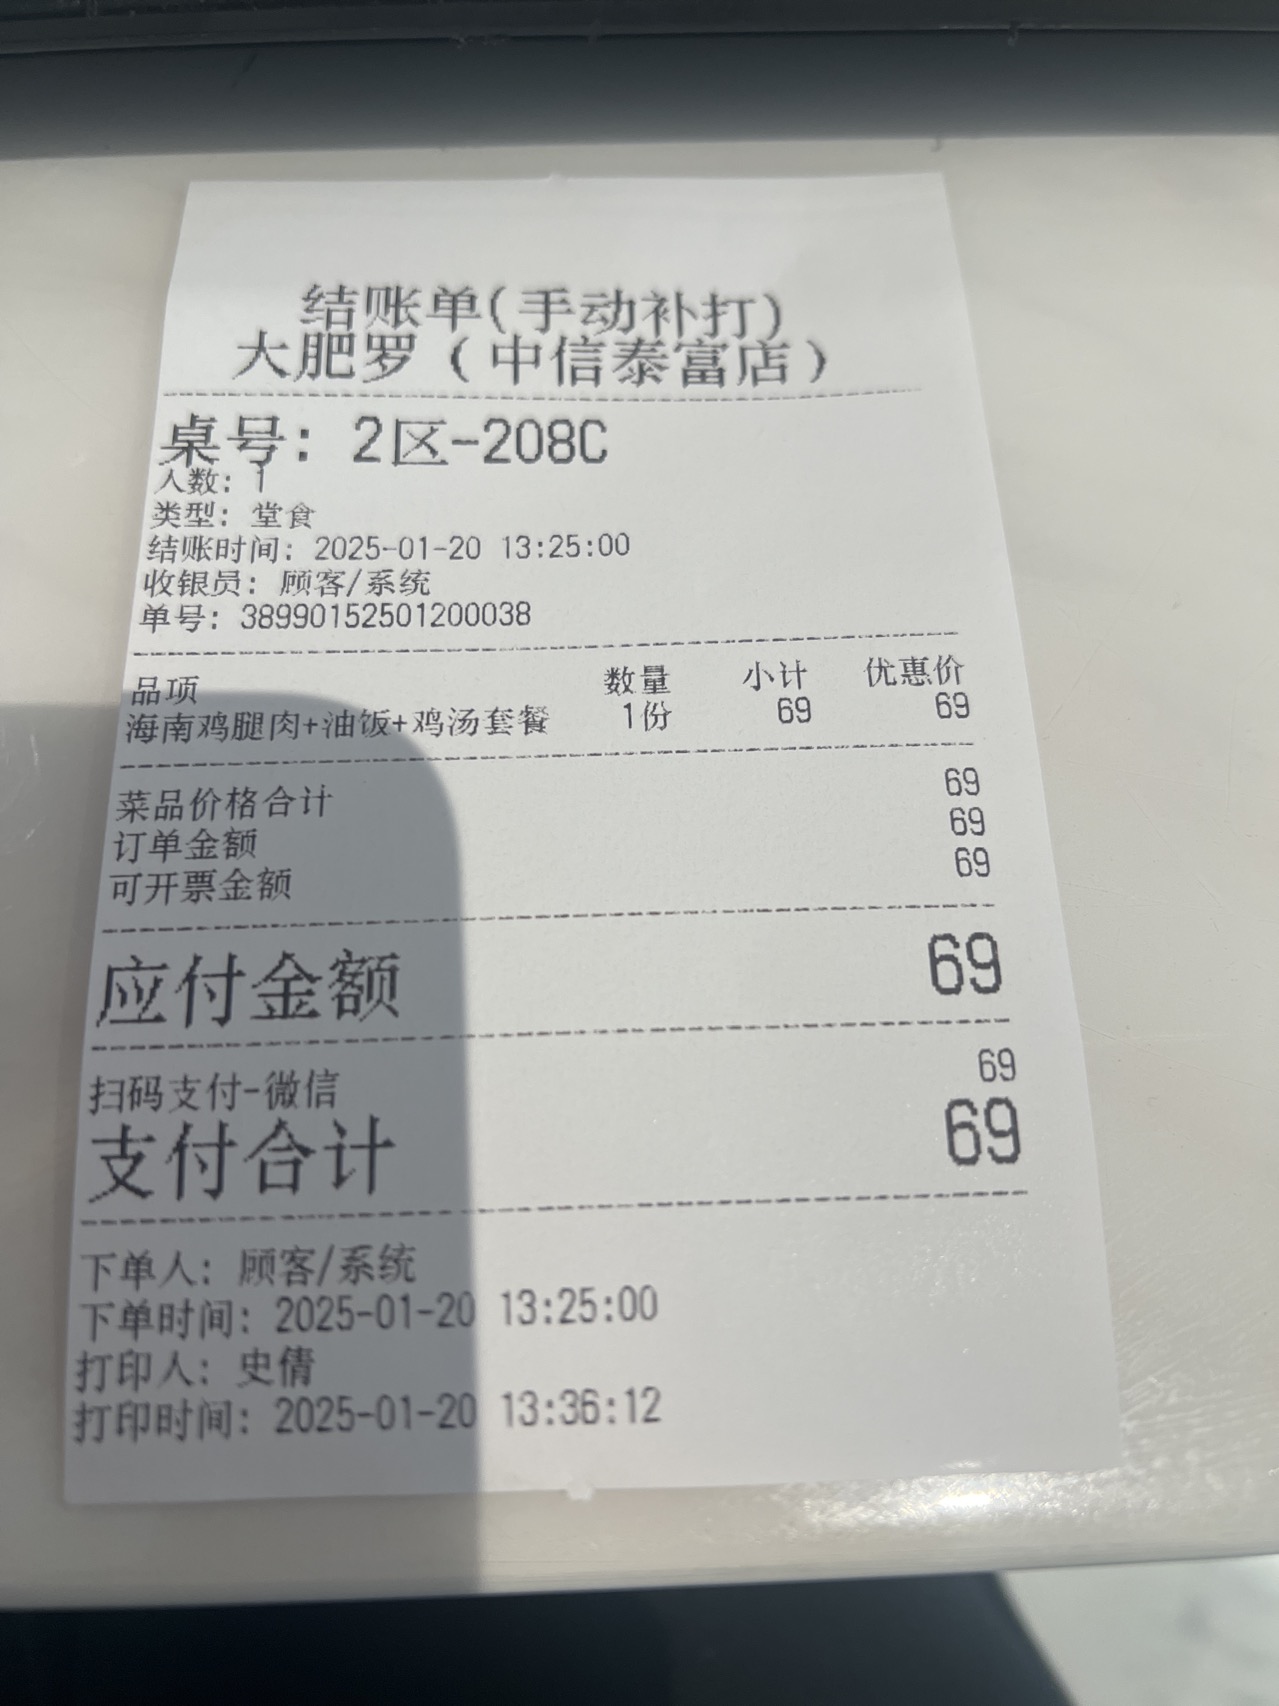 结账单(手动补打)
大肥罗（中信泰富店）
桌号：2区-208C
人数：1
类型：堂食
结账时间：2025-01-20 13:25:00
收银员：顾客/系统
单号：38990152501200038
品项 数量 小计 优惠价
海南鸡腿肉+油饭+鸡汤套餐 1份 69 69
菜品价格合计 69
订单金额 69
可开票金额 69
应付金额 69
扫码支付-微信 69
支付合计 69
下单人：顾客/系统
下单时间：2025-01-20 13:25:00
打印人：史倩
打印时间：2025-01-20 13:36:12